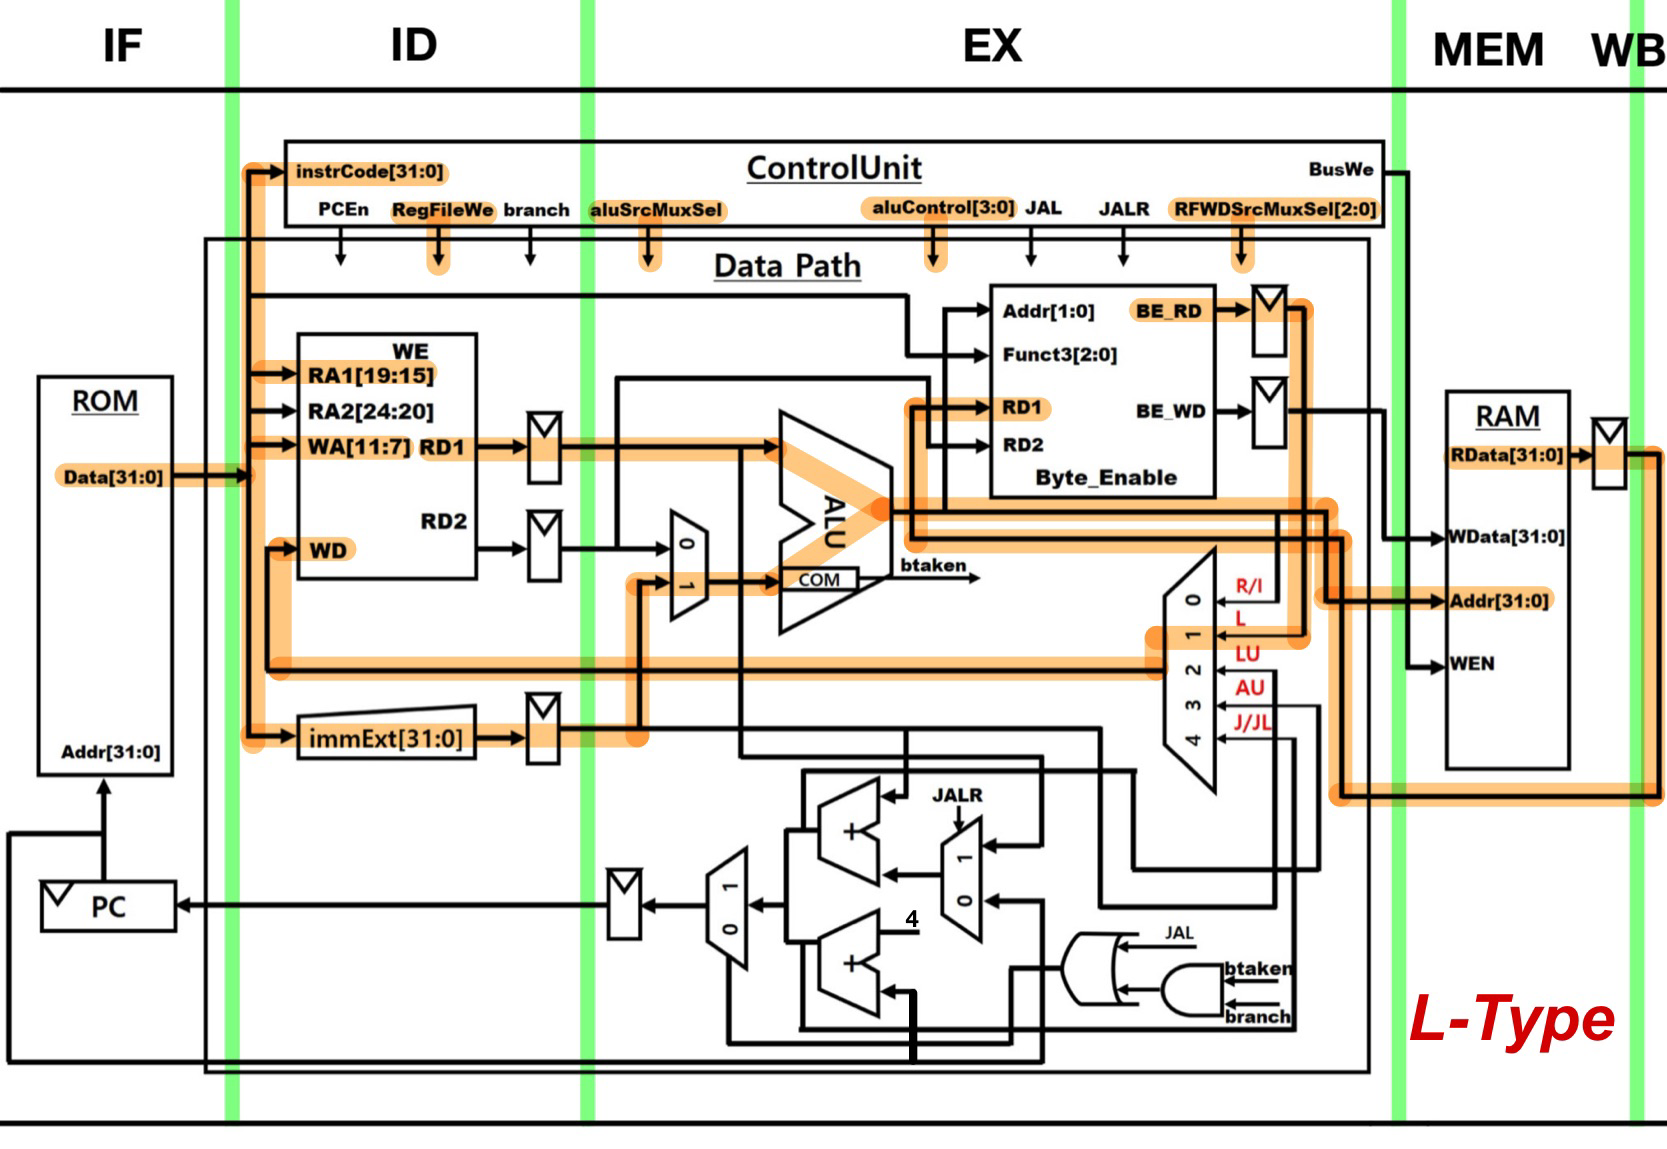 IF ID EX MEM WB
ControlUnit
instrCode[31:0]
BusWe
PCEn RegFileWe branch aluSrcMuxSel aluControl[3:0] JAL JALR RFWDSrcMuxSel[2:0]
Data Path
ROM
Data[31:0]
Addr[31:0]
PC
WE
RA1[19:15]
RA2[24:20]
WA[11:7] RD1
RD2
WD
immExt[31:0]
0
1
ALU
COM
btaken
Addr[1:0]
Funct3[2:0]
RD1
RD2
BE_RD
BE_WD
Byte_Enable
0 R/I
1 L
2 LU
3 AU
4 J/JL
RAM
RData[31:0]
WData[31:0]
Addr[31:0]
WEN
JALR
+
1
0
1
0
4
+
JAL
btaken
branch
L-Type